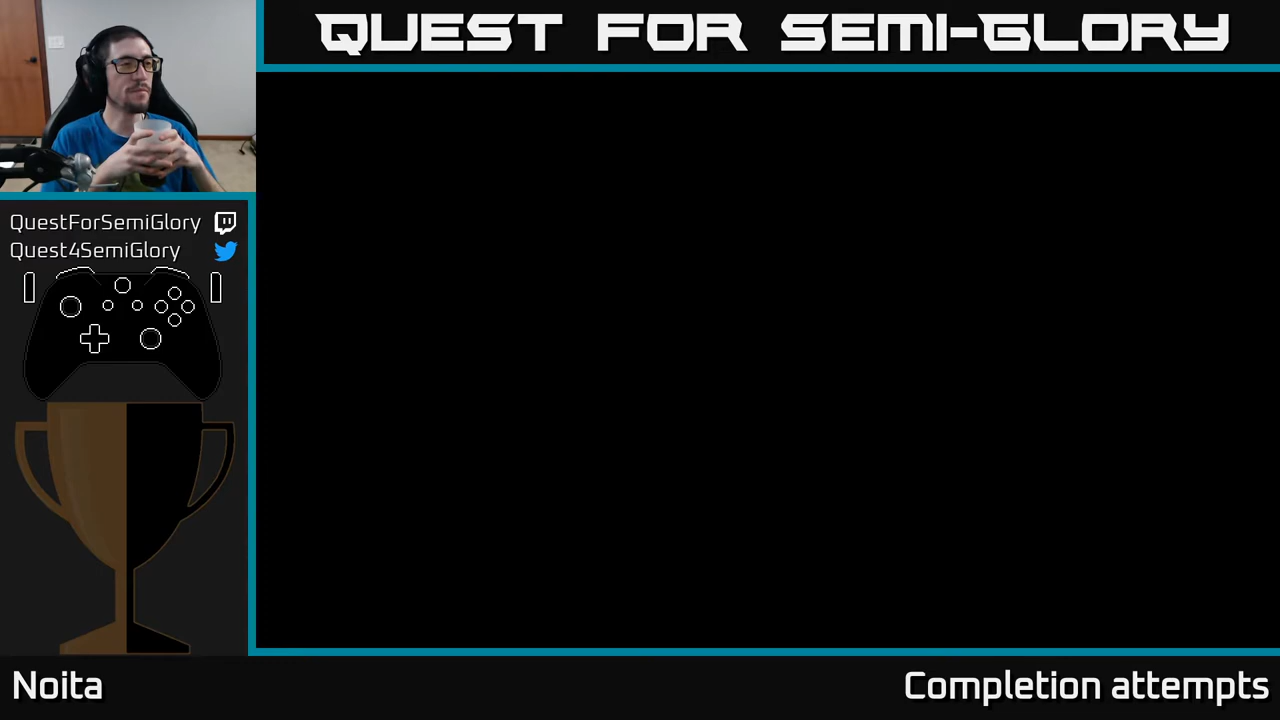 QUEST FOR SEMI-GLORY
QuestForSemiGlory
Quest4SemiGlory
Noita
Completion attempts